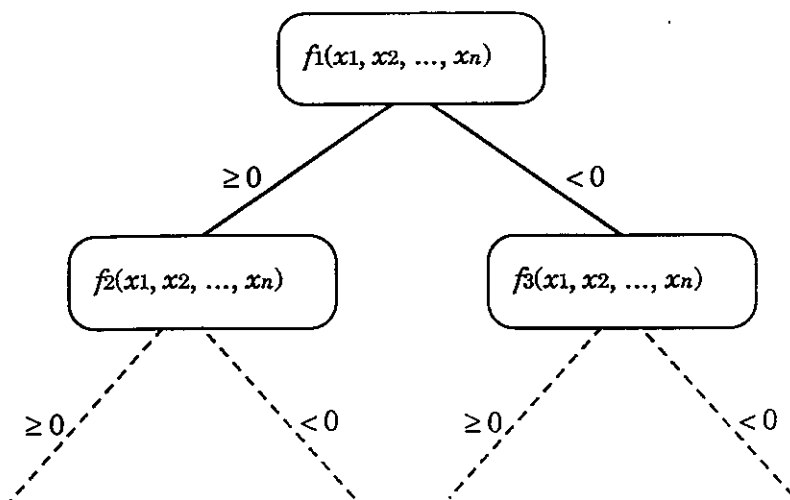 f1(x1, x2, ..., xn)
≥ 0
< 0
f2(x1, x2, ..., xn)
f3(x1, x2, ..., xn)
≥ 0
< 0
≥ 0
< 0